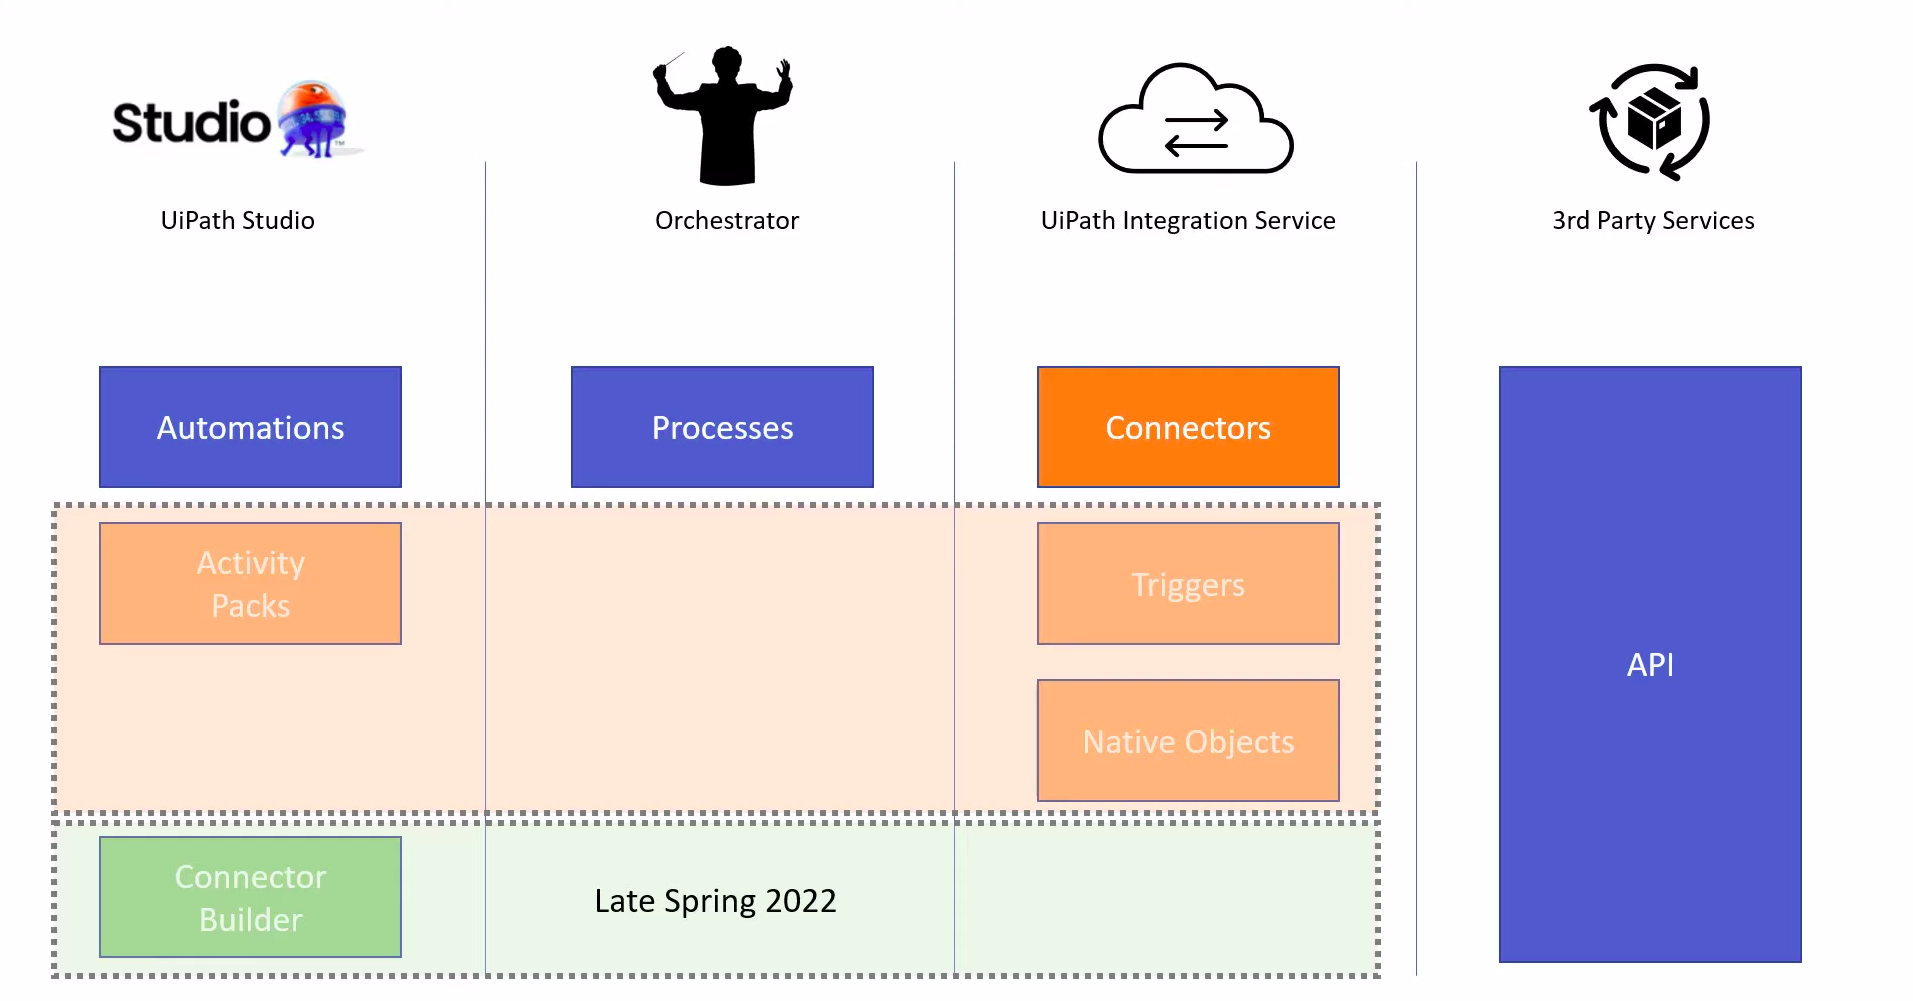 Studio
TM
UiPath Studio
Orchestrator
UiPath Integration Service
3rd Party Services
Automations
Processes
Connectors
Activity
Packs
Triggers
Native Objects
API
Connector
Builder
Late Spring 2022